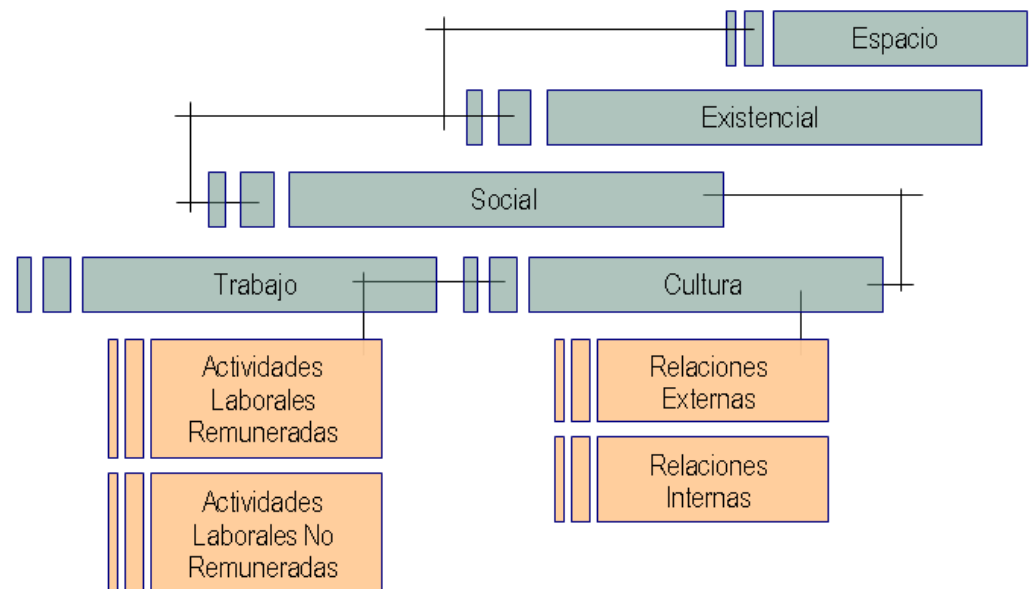 Espacio
Existencial
Social
Trabajo
Cultura
Actividades
Laborales
Remuneradas
Relaciones
Externas
Actividades
Laborales No
Remuneradas
Relaciones
Internas